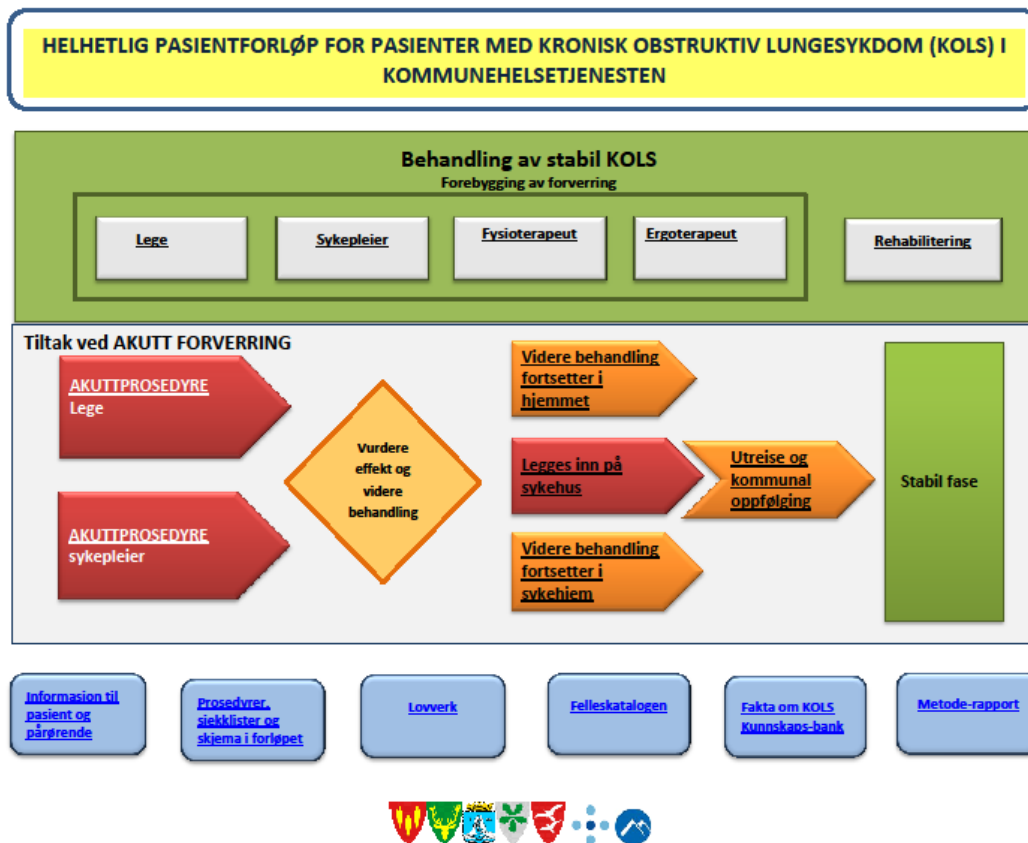 HELHETLIG PASIENTFORLØP FOR PASIENTER MED KRONISK OBSTRUKTIV LUNGESYKDOM (KOLS) I
KOMMUNEHELSETJENESTEN
Behandling av stabil KOLS
Forebygging av forverring
Lege
Sykepleier
Fysioterapeut
Ergoterapeut
Rehabilitering
Tiltak ved AKUTT FORVERRING
AKUTTPROSEDYRE
Lege
AKUTTPROSEDYRE
sykepleier
Vurdere
effekt og
videre
behandling
Videre behandling
fortsetter i
hjemmet
Legges inn på
sykehus
Videre behandling
fortsetter i
sykehjem
Utreise og
kommunal
oppfølging
Stabil fase
Informasion til
pasient og
pårørende
Prosedyrer,
sjekklister og
skjema i forløpet
Lovverk
Felleskatalogen
Fakta om KOLS
Kunnskaps-bank
Metode-rapport